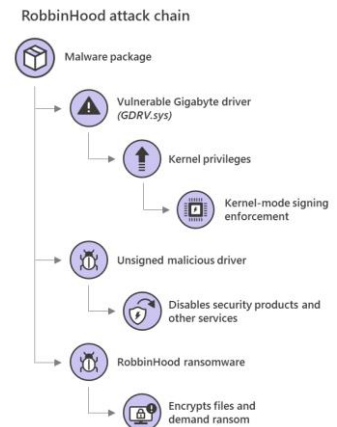 RobbinHood attack chain
Malware package
Vulnerable Gigabyte driver
(GDRV.sys)
Kernel privileges
Kernel-mode signing
enforcement
Unsigned malicious driver
Disables security products and
other services
RobbinHood ransomware
Encrypts files and
demand ransom